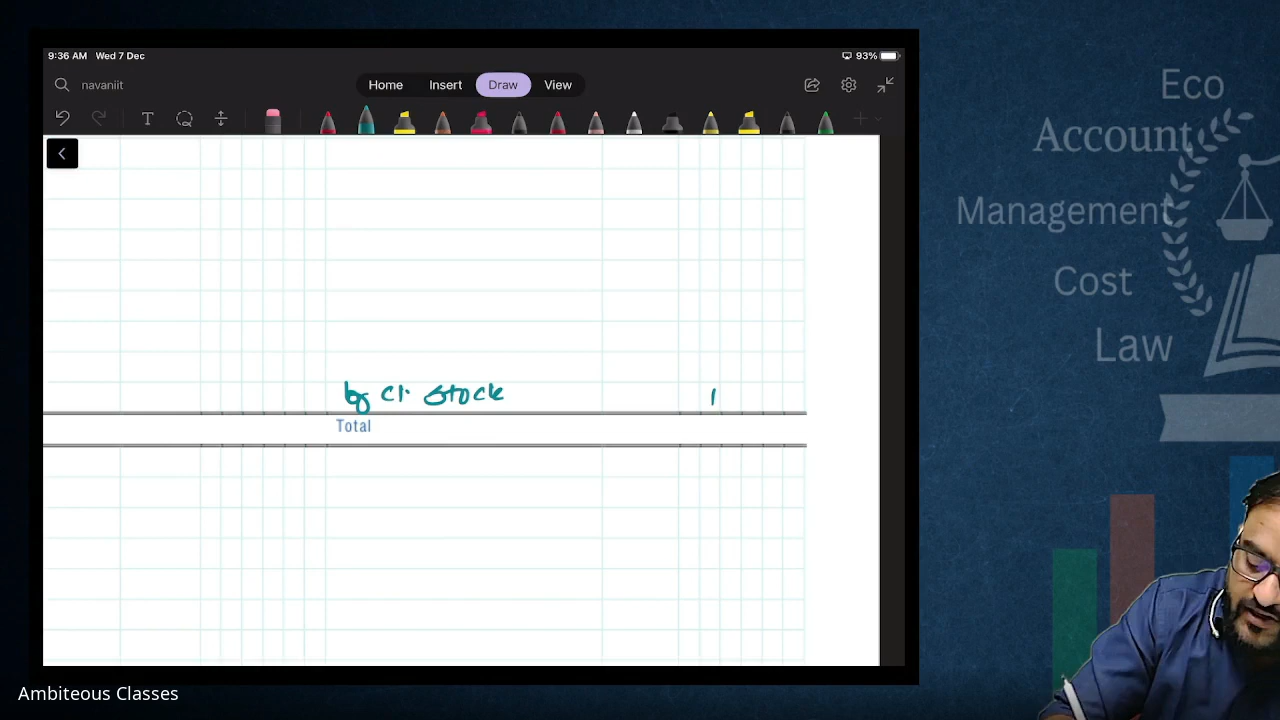 9:36 AM Wed 7 Dec
93%
navaniit
Home Insert Draw View
Eco
Account
Management
Cost
Law
by Cl. Stock 1
Total
Ambiteous Classes